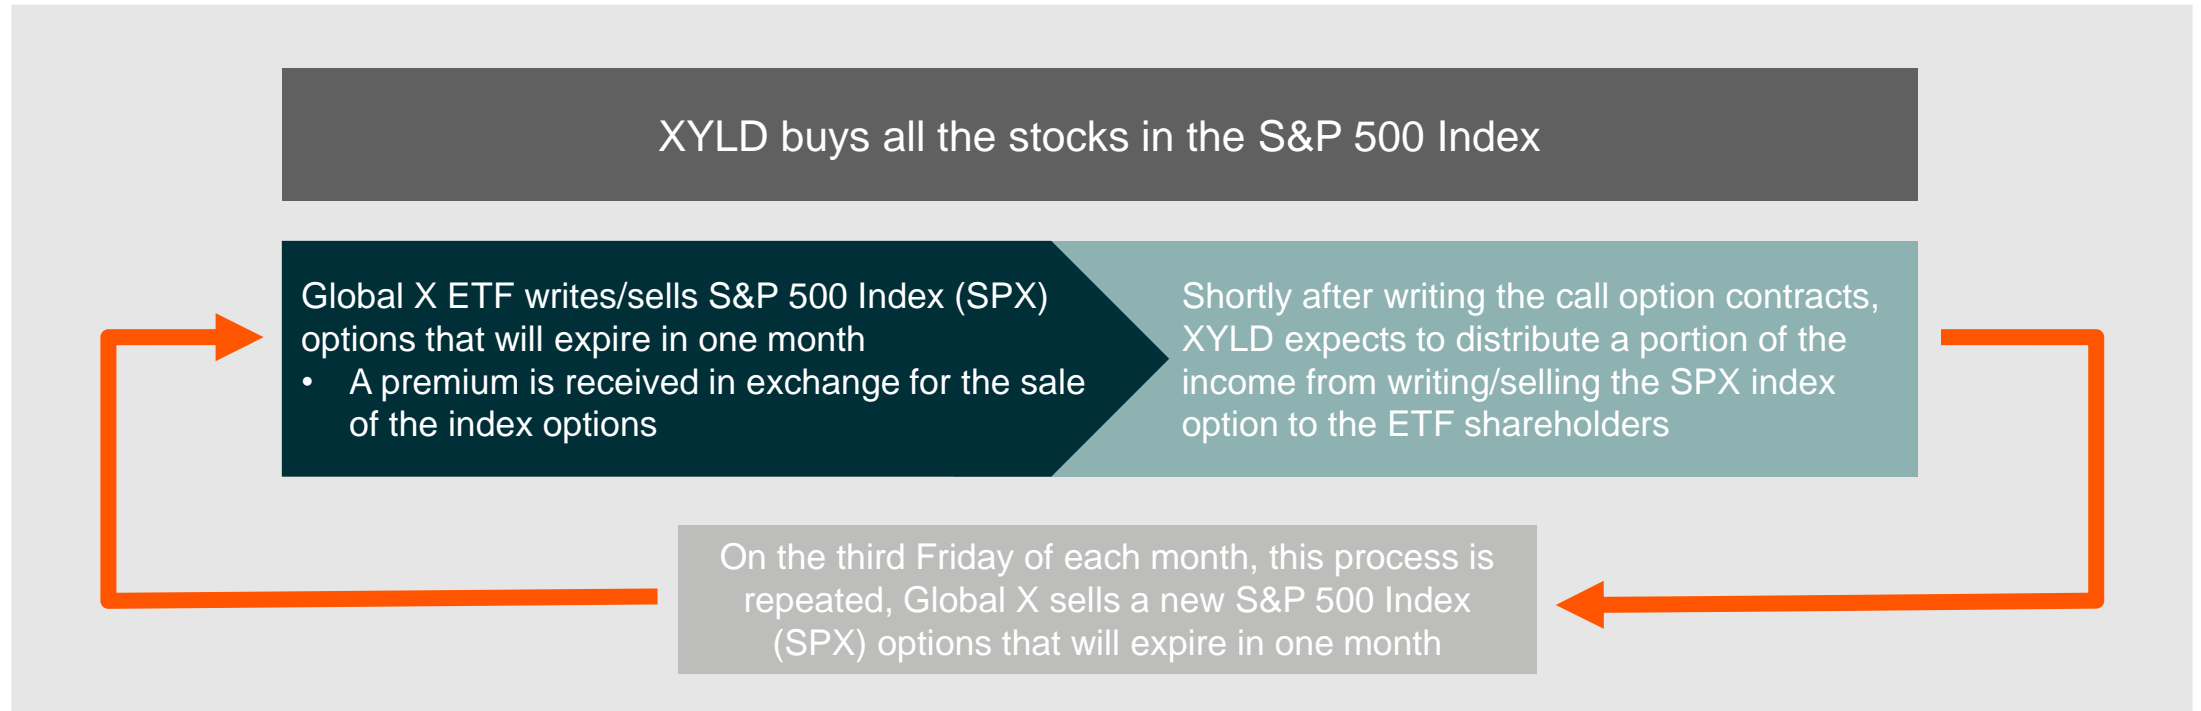 XYLD buys all the stocks in the S&P 500 Index
Global X ETF writes/sells S&P 500 Index (SPX)
options that will expire in one month
• A premium is received in exchange for the sale
of the index options
Shortly after writing the call option contracts,
XYLD expects to distribute a portion of the
income from writing/selling the SPX index
option to the ETF shareholders
On the third Friday of each month, this process is
repeated, Global X sells a new S&P 500 Index
(SPX) options that will expire in one month